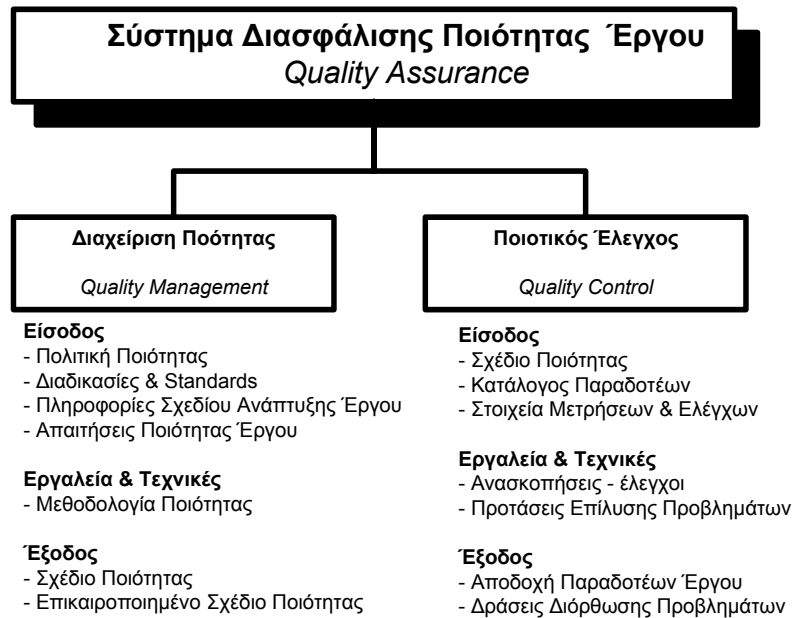 Σύστημα Διασφάλισης Ποιότητας Έργου
Quality Assurance
Διαχείριση Ποότητας
Quality Management
Είσοδος
- Πολιτική Ποιότητας
- Διαδικασίες & Standards
- Πληροφορίες Σχεδίου Ανάπτυξης Έργου
- Απαιτήσεις Ποιότητας Έργου
Εργαλεία & Τεχνικές
- Μεθοδολογία Ποιότητας
Έξοδος
- Σχέδιο Ποιότητας
- Επικαιροποιημένο Σχέδιο Ποιότητας
Ποιοτικός Έλεγχος
Quality Control
Είσοδος
- Σχέδιο Ποιότητας
- Κατάλογος Παραδοτέων
- Στοιχεία Μετρήσεων & Ελέγχων
Εργαλεία & Τεχνικές
- Ανασκοπήσεις - έλεγχοι
- Προτάσεις Επίλυσης Προβλημάτων
Έξοδος
- Αποδοχή Παραδοτέων Έργου
- Δράσεις Διόρθωσης Προβλημάτων